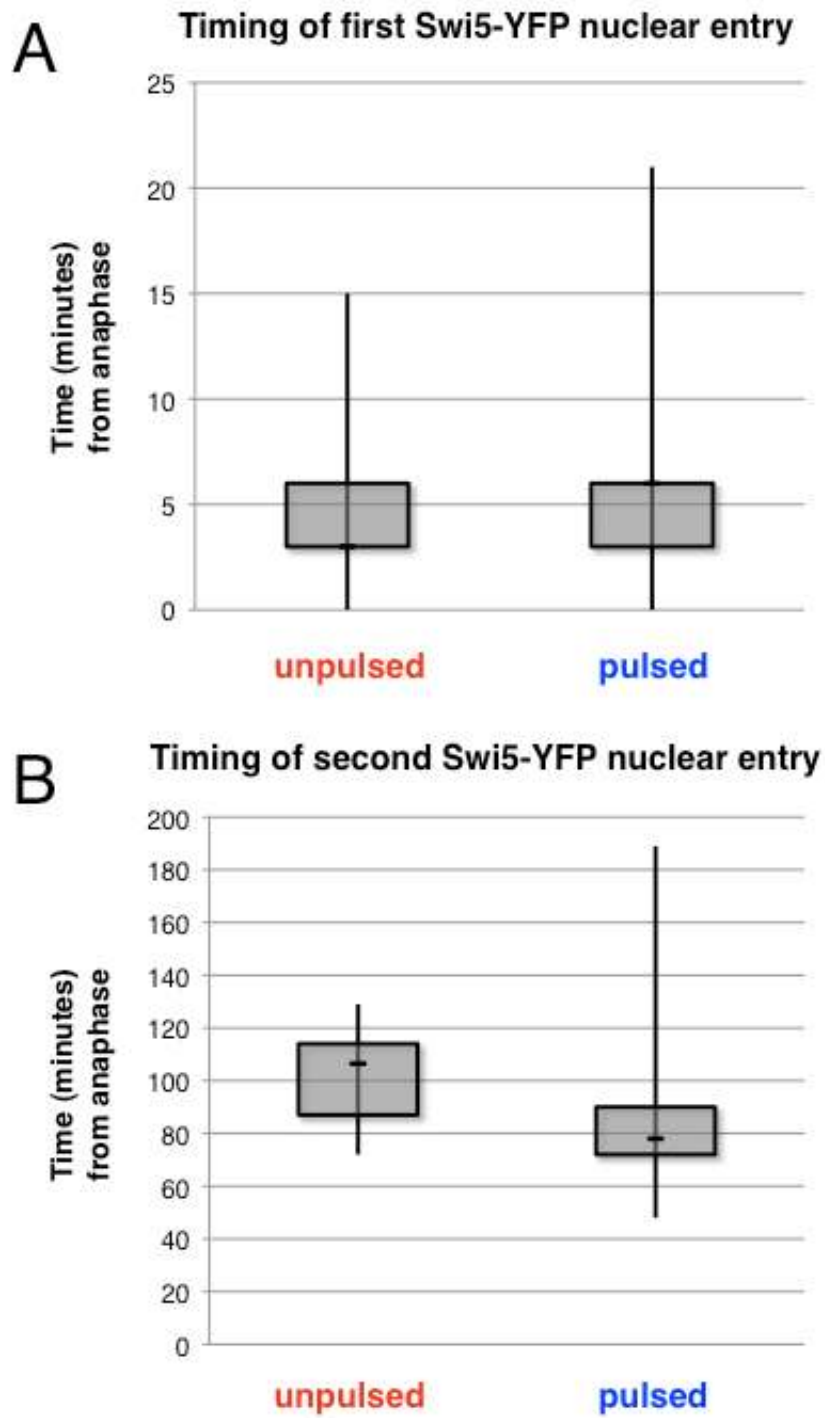 A
Timing of first Swi5-YFP nuclear entry
25
20
15
10
5
0
Time (minutes)
from anaphase
unpulsed
pulsed
B
Timing of second Swi5-YFP nuclear entry
200
180
160
140
120
100
80
60
40
20
0
Time (minutes)
from anaphase
unpulsed
pulsed